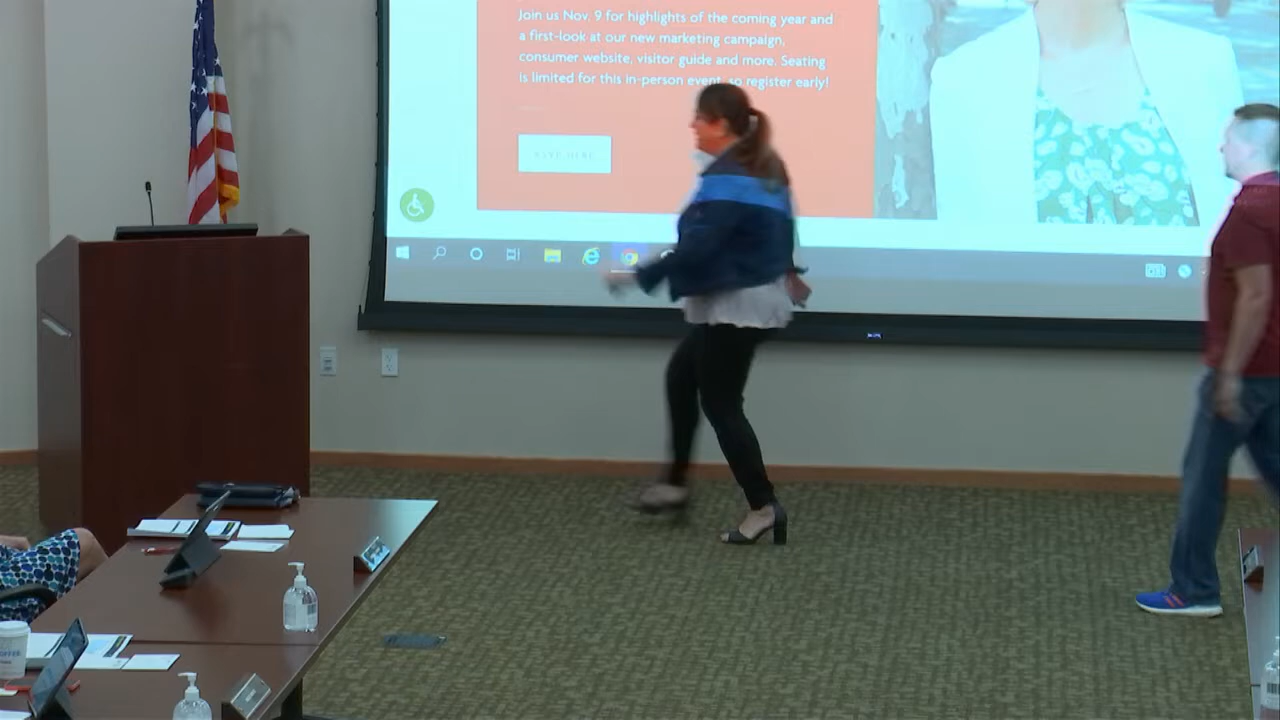 Join us Nov. 9 for highlights of the coming year and
a first-look at our new marketing campaign,
consumer website, visitor guide and more. Seating
is limited for this in-person event, so register early!